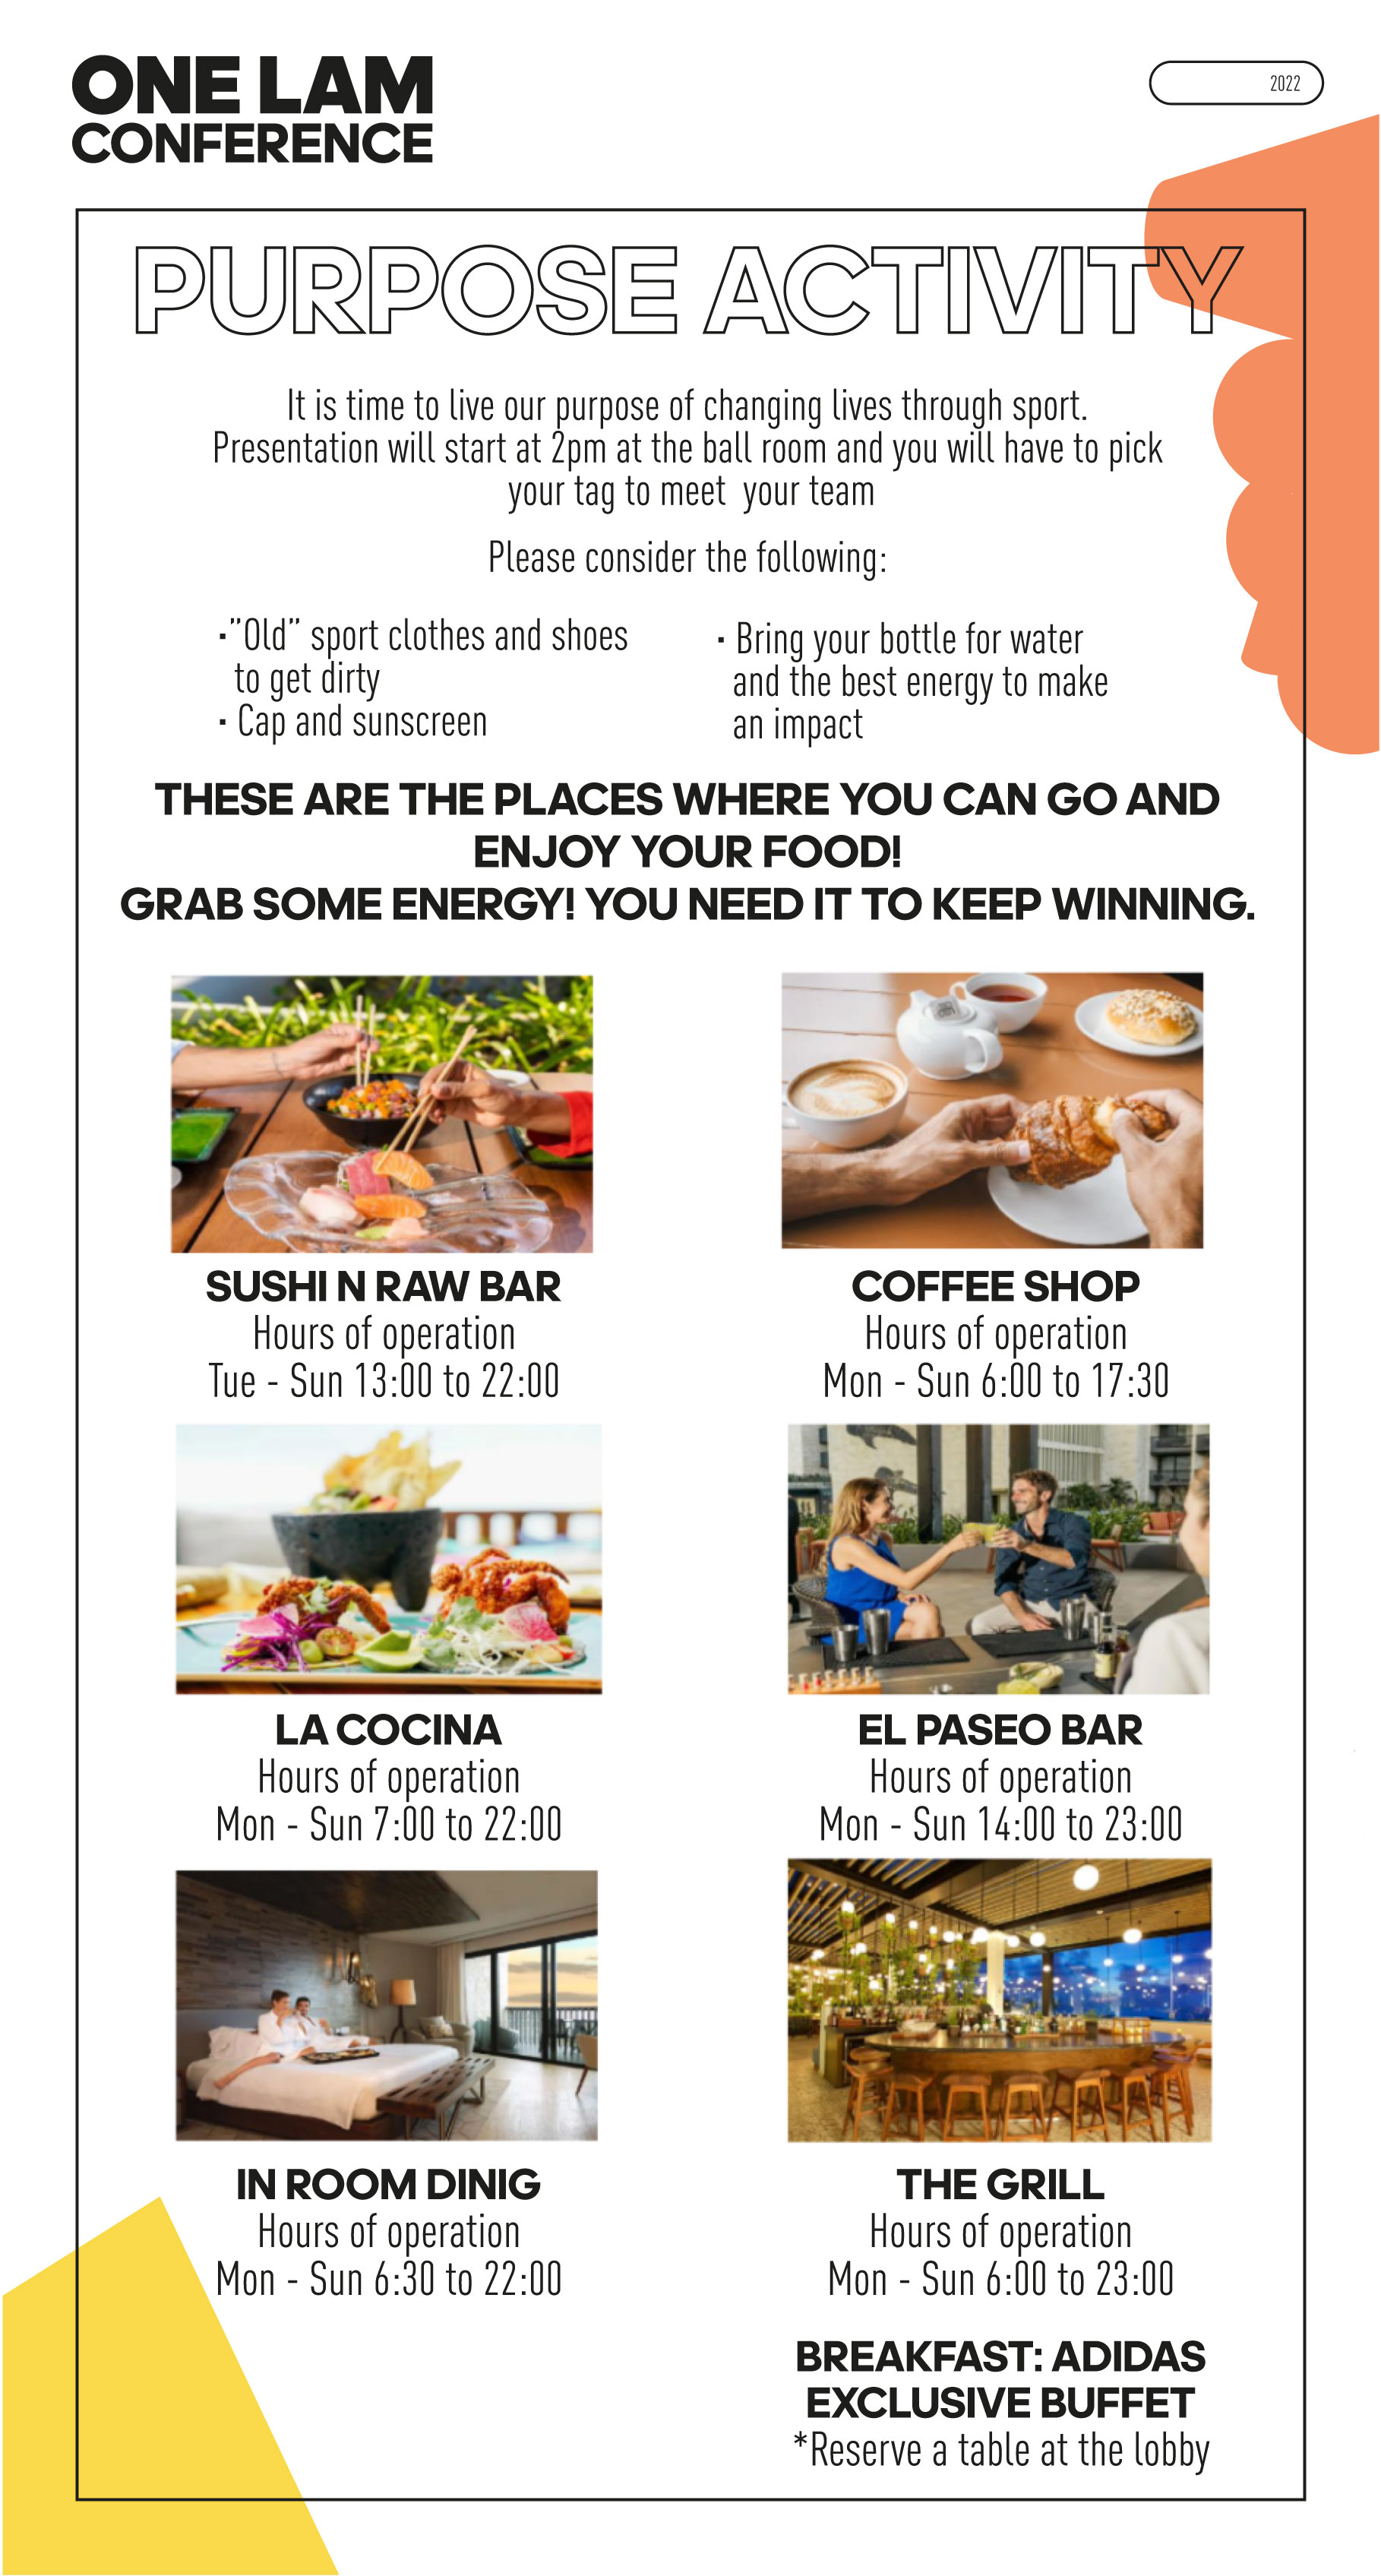 ONE LAM
CONFERENCE
2022
PURPOSE ACTIVITY
It is time to live our purpose of changing lives through sport.
Presentation will start at 2pm at the ball room and you will have to pick
your tag to meet your team
Please consider the following:
·”Old” sport clothes and shoes
to get dirty
· Cap and sunscreen
· Bring your bottle for water
and the best energy to make
an impact
THESE ARE THE PLACES WHERE YOU CAN GO AND
ENJOY YOUR FOOD!
GRAB SOME ENERGY! YOU NEED IT TO KEEP WINNING.
SUSHI N RAW BAR
Hours of operation
Tue - Sun 13:00 to 22:00
COFFEE SHOP
Hours of operation
Mon - Sun 6:00 to 17:30
LA COCINA
Hours of operation
Mon - Sun 7:00 to 22:00
EL PASEO BAR
Hours of operation
Mon - Sun 14:00 to 23:00
IN ROOM DINIG
Hours of operation
Mon - Sun 6:30 to 22:00
THE GRILL
Hours of operation
Mon - Sun 6:00 to 23:00
BREAKFAST: ADIDAS
EXCLUSIVE BUFFET
*Reserve a table at the lobby